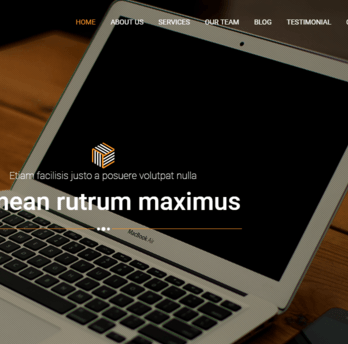 HOME ABOUT US SERVICES OUR TEAM BLOG TESTIMONIAL
Etiam facilisis justo a posuere volutpat nulla
nean rutrum maximus
MacBook Air